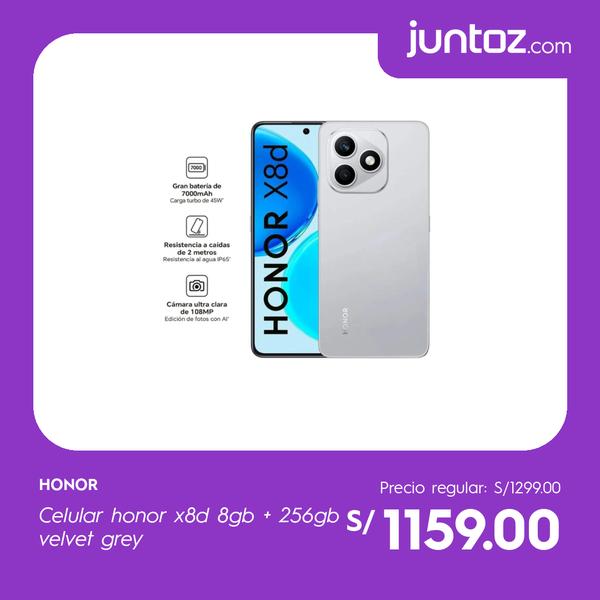 juntoz.com
7000
Gran batería de
7000mAh
Carga turbo de 45W*
Resistencia a caídas
de 2 metros
Resistencia al agua IP65*
Cámara ultra clara
de 108MP
Edición de fotos con AI*
HONOR X8d
HONOR
HONOR
Precio regular: S/1299.00
Celular honor x8d 8gb + 256gb
velvet grey
S/ 1159.00